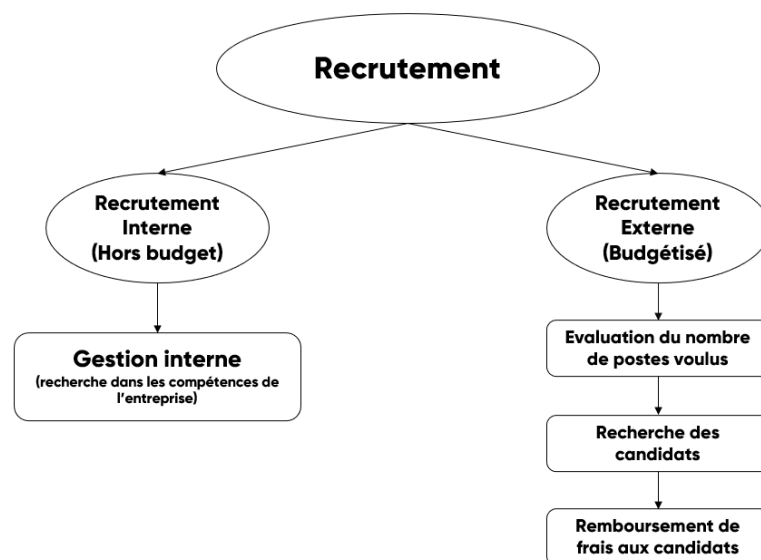 Recrutement
Recrutement
Interne
(Hors budget)
Recrutement
Externe
(Budgétisé)
Gestion interne
(recherche dans les compétences de
l'entreprise)
Evaluation du nombre
de postes voulus
Recherche des
candidats
Remboursement de
frais aux candidats